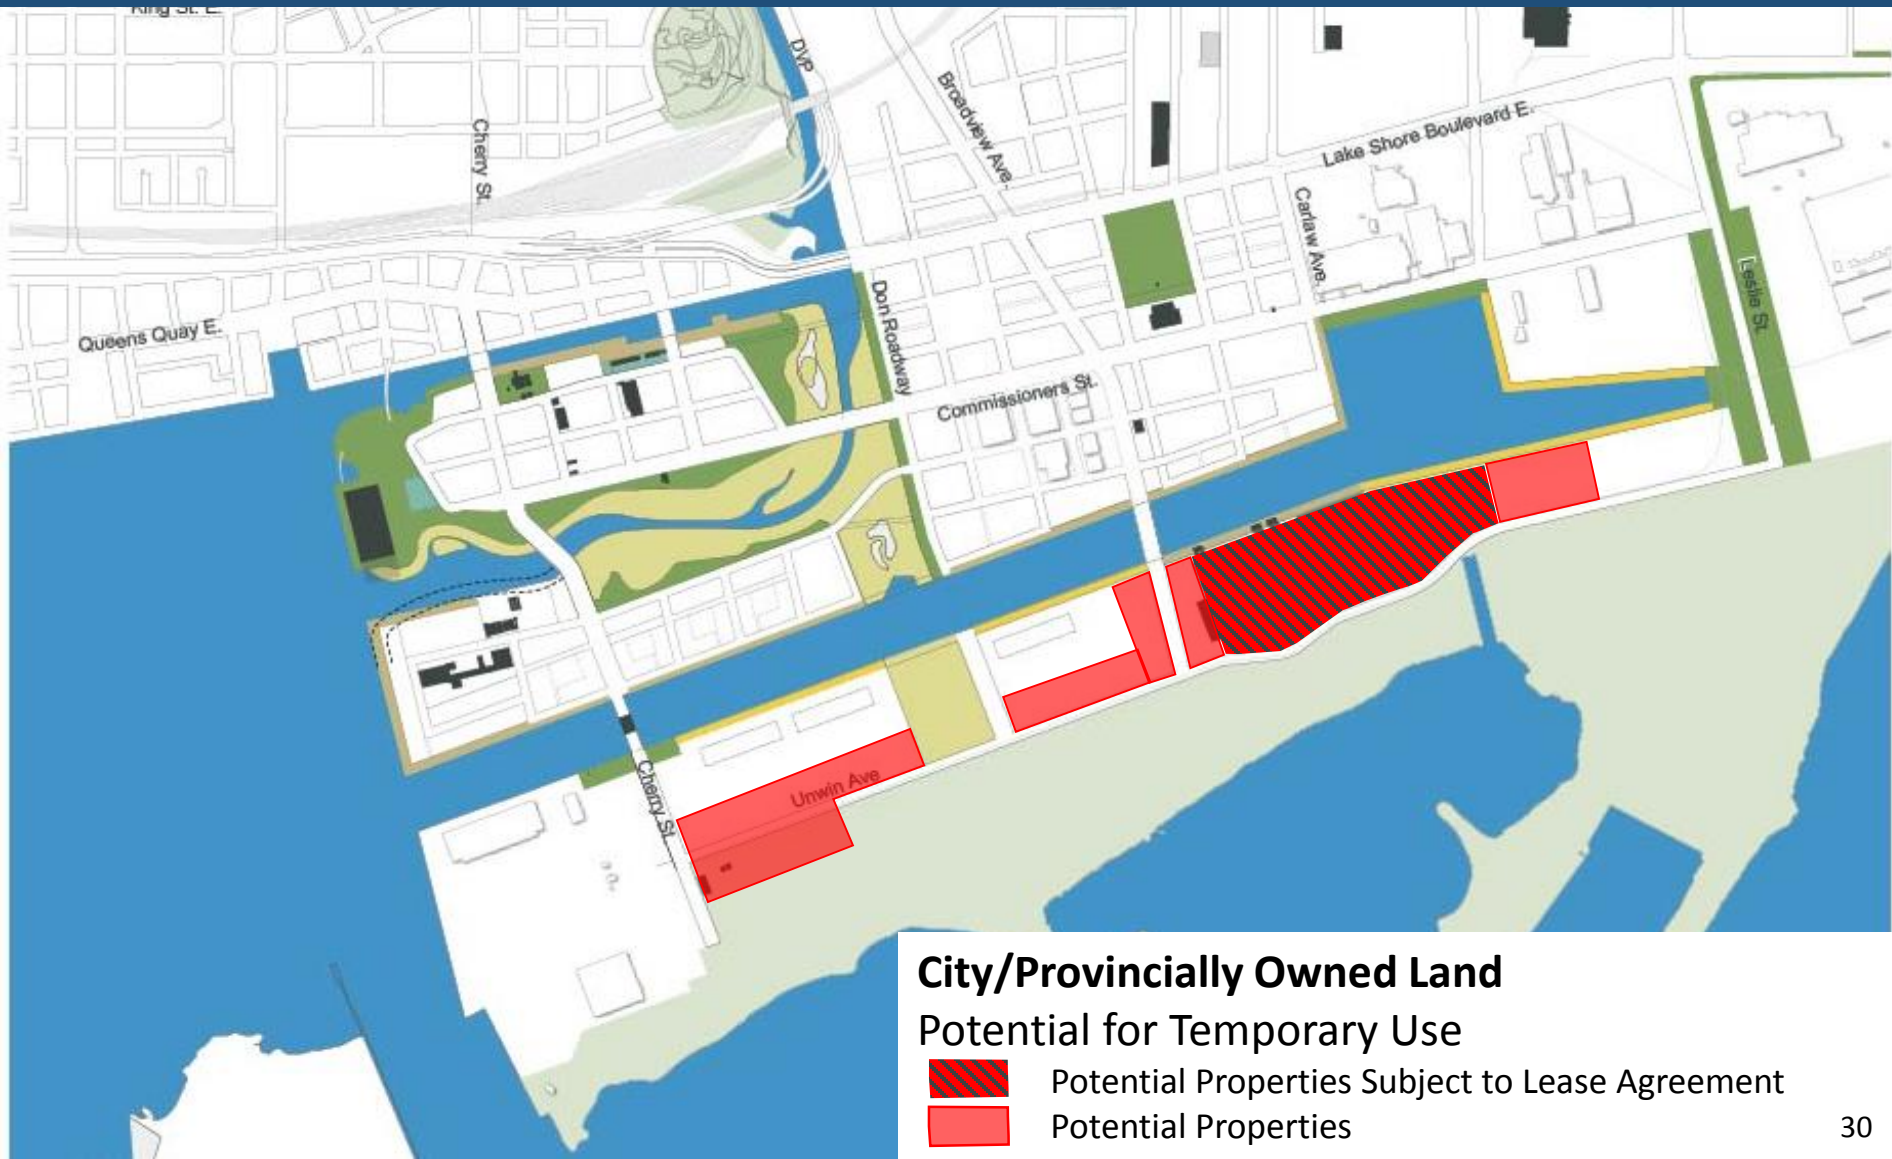 King St. E.
DVP
Broadview Ave.
Cherry St.
Lake Shore Boulevard E.
Carlaw Ave.
Leslie St.
Queens Quay E.
Don Roadway
Commissioners St.
Cherry St.
Unwin Ave
City/Provincially Owned Land
Potential for Temporary Use
Potential Properties Subject to Lease Agreement
Potential Properties
30